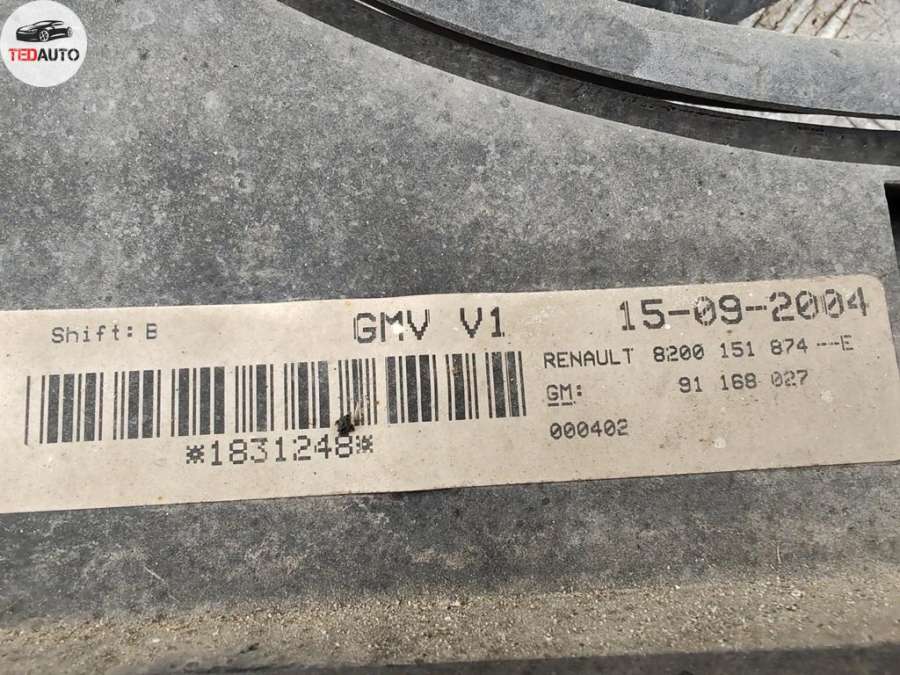 TEDAUTO
Shift: B
GMV V1
15-09-2004
RENAULT 8200 151 874 --E
GM: 91 168 027
000402
*1831248*